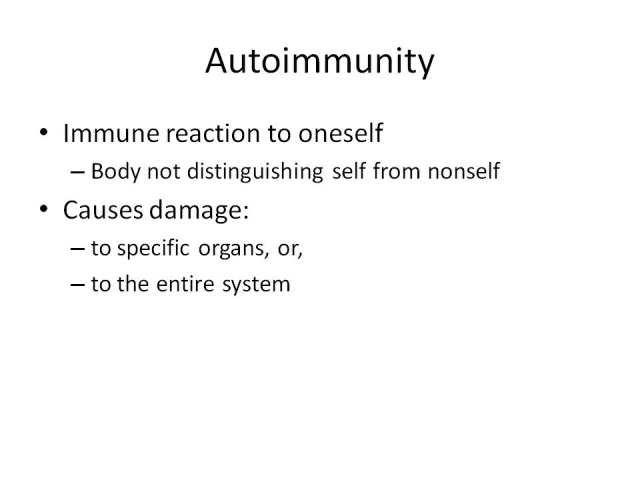 Autoimmunity
• Immune reaction to oneself
– Body not distinguishing self from nonself
• Causes damage:
– to specific organs, or,
– to the entire system